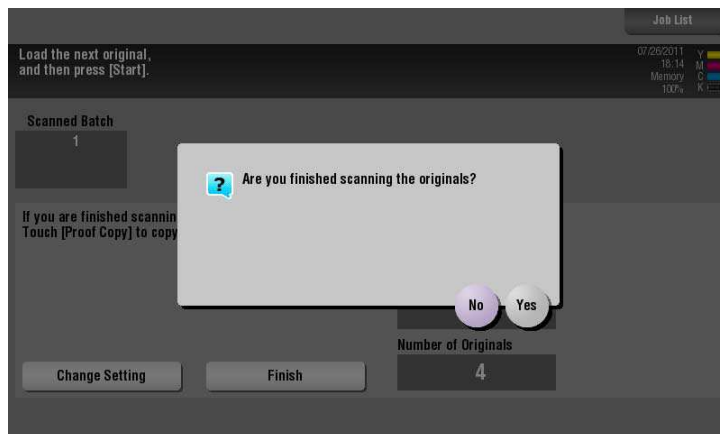 Job List
Load the next original,
and then press [Start].
07/26/2011
18:14
Memory
100%
Y
M
C
K
Scanned Batch
1
Are you finished scanning the originals?
If you are finished scannin
Touch [Proof Copy] to copy
No
Yes
Number of Originals
4
Change Setting
Finish